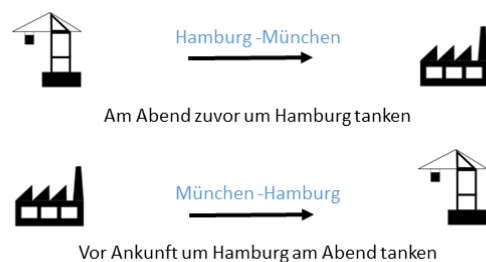 Hamburg -München
Am Abend zuvor um Hamburg tanken
München -Hamburg
Vor Ankunft um Hamburg am Abend tanken